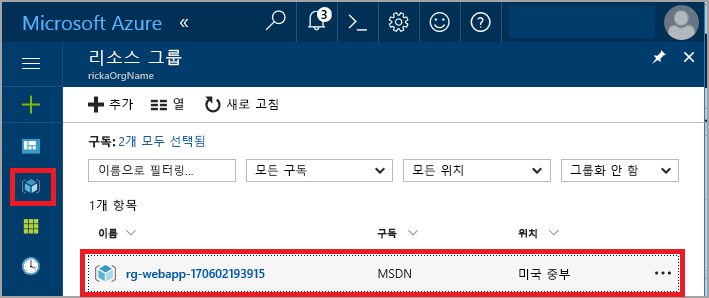 Microsoft Azure «
3
리소스 그룹
rickaOrgName
추가 열 새로 고침
구독: 2개 모두 선택됨
이름으로 필터링... 모든 구독 모든 위치 그룹화 안 함
1개 항목
이름 구독 위치
rg-webapp-170602193915 MSDN 미국 중부